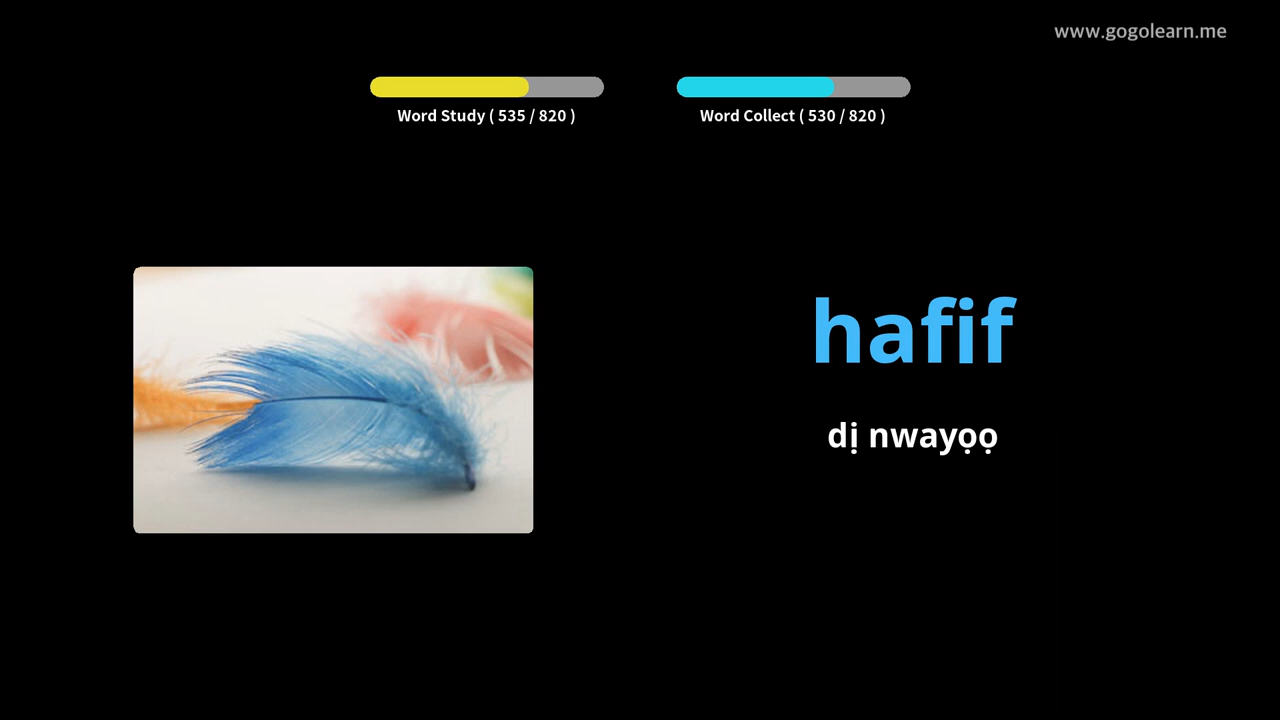 www.gogolearn.me
Word Study ( 535 / 820 )
Word Collect ( 530 / 820 )
hafif
dị nwayọọ